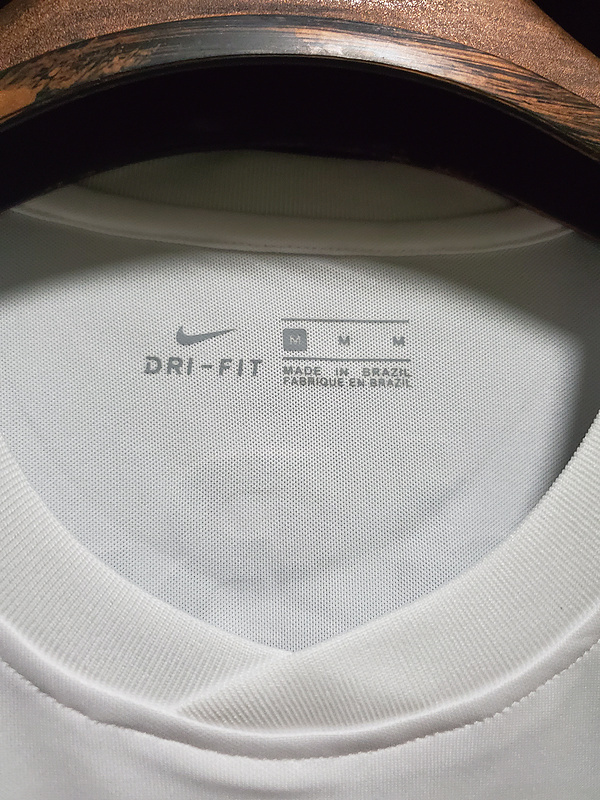 DRI-FIT
M M M
MADE IN BRAZIL
FABRIQUE EN BRAZIL